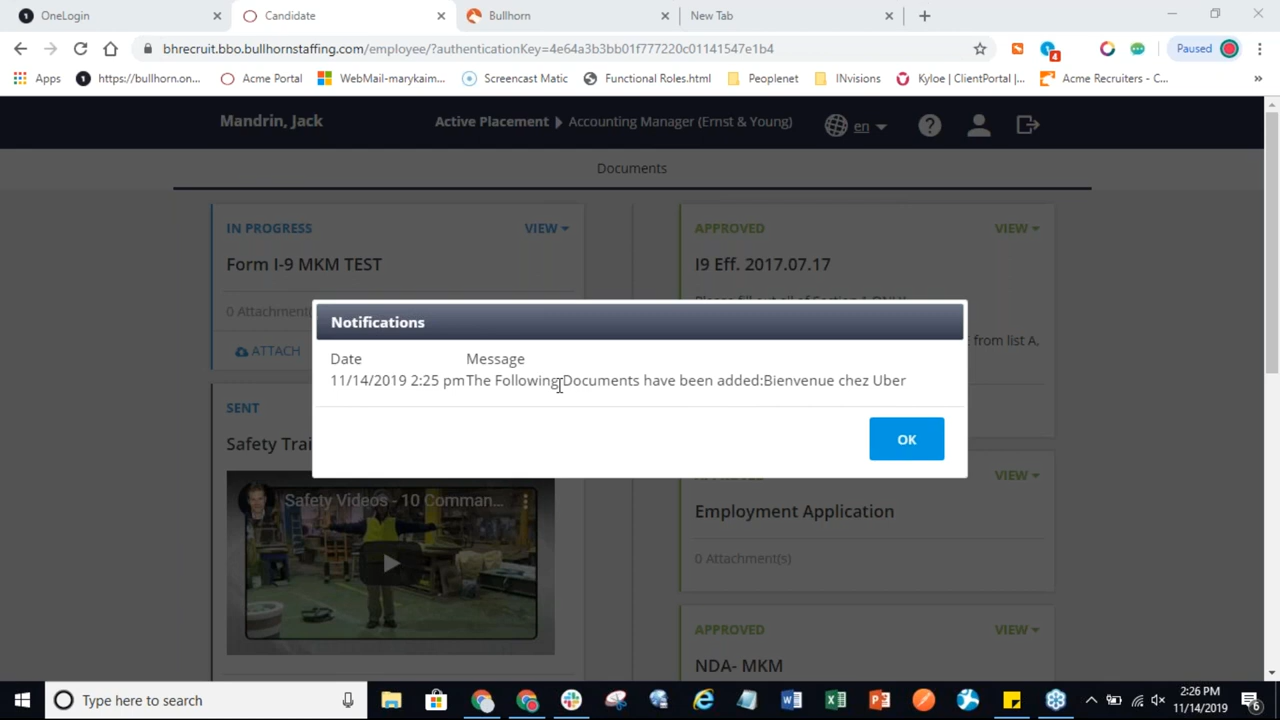 OneLogin
Candidate
Bullhorn
New Tab
bhrecruit.bbo.bullhornstaffing.com/employee/?authenticationKey=4e64a3b3bb01f777220c01141547e1b4
4
Paused
Apps
https://bullhorn.on...
Acme Portal
WebMail-marykaim...
Screencast Matic
Functional Roles.html
Peoplenet
INvisions
Kyloe | ClientPortal |...
Acme Recruiters - C...
»
Mandrin, Jack
Active Placement
Accounting Manager (Ernst & Young)
en
Documents
IN PROGRESS
VIEW
Form I-9 MKM TEST
0 Attachment(
ATTACH
APPROVED
VIEW
I9 Eff. 2017.07.17
E from list A,
Notifications
Date
Message
11/14/2019 2:25 pm The Following Documents have been added:Bienvenue chez Uber
OK
SENT
Safety Trai
Safety Videos - 10 Comman...
VIEW
Employment Application
0 Attachment(s)
APPROVED
VIEW
NDA- MKM
Type here to search
2:26 PM
11/14/2019
6